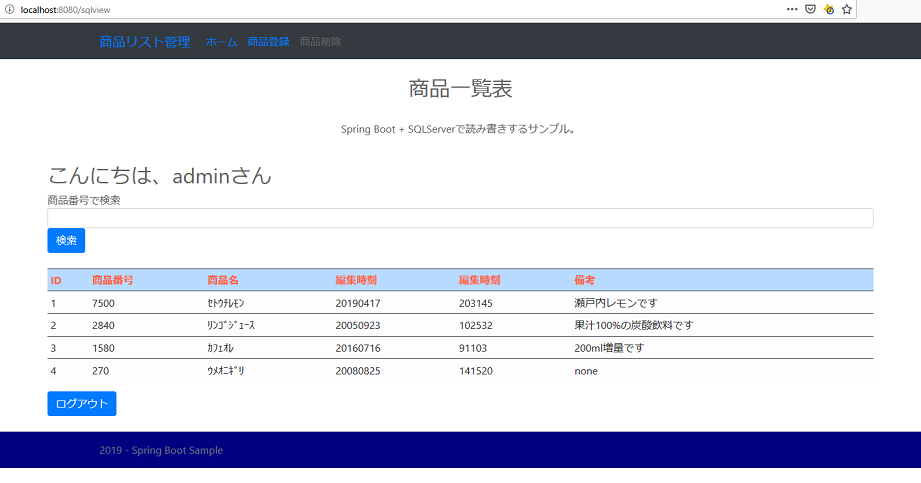 localhost:8080/sqlview
商品リスト管理 ホーム 商品登録 商品削除
商品一覧表
Spring Boot + SQLServerで読み書きするサンプル。
こんにちは、adminさん
商品番号で検索
検索
ID 商品番号 商品名 編集時刻 編集時刻 備考
1 7500 ｾﾄｳﾁﾚﾓﾝ 20190417 203145 瀬戸内レモンです
2 2840 ﾘﾝｺﾞｼﾞｭｰｽ 20050923 102532 果汁100%の炭酸飲料です
3 1580 ｶﾌｪｵﾚ 20160716 91103 200ml増量です
4 270 ｳﾒｵﾆｷﾞﾘ 20080825 141520 none
ログアウト
2019 - Spring Boot Sample